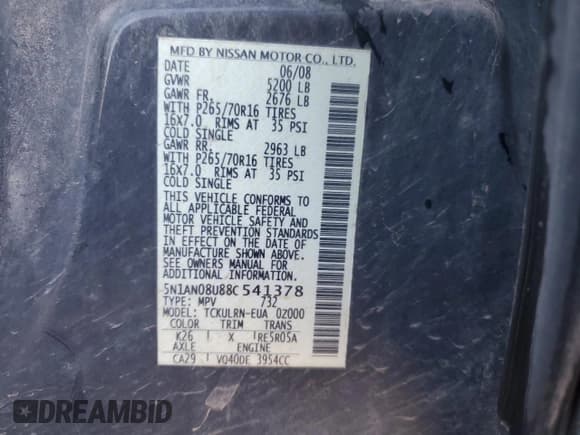 MFD BY NISSAN MOTOR CO., LTD.
DATE 06/08
GVWR 5200 LB
GAWR FR. 2676 LB
WITH P265/70R16 TIRES
16X7.0 RIMS AT 35 PSI
COLD SINGLE
GAWR RR. 2963 LB
WITH P265/70R16 TIRES
16X7.0 RIMS AT 35 PSI
COLD SINGLE
THIS VEHICLE CONFORMS TO
ALL APPLICABLE FEDERAL
MOTOR VEHICLE SAFETY AND
THEFT PREVENTION STANDARDS
IN EFFECT ON THE DATE OF
MANUFACTURE SHOWN ABOVE.
SEE OWNERS MANUAL FOR
ADDITIONAL INFORMATION.
5N1AN08U88C541378
TYPE: MPV 732
MODEL: TCKULRN-EUA 0Z000
COLOR TRIM TRANS
K26 X RE5R05A
AXLE ENGINE
CA29 VQ40DE 3954CC
DREAMBID